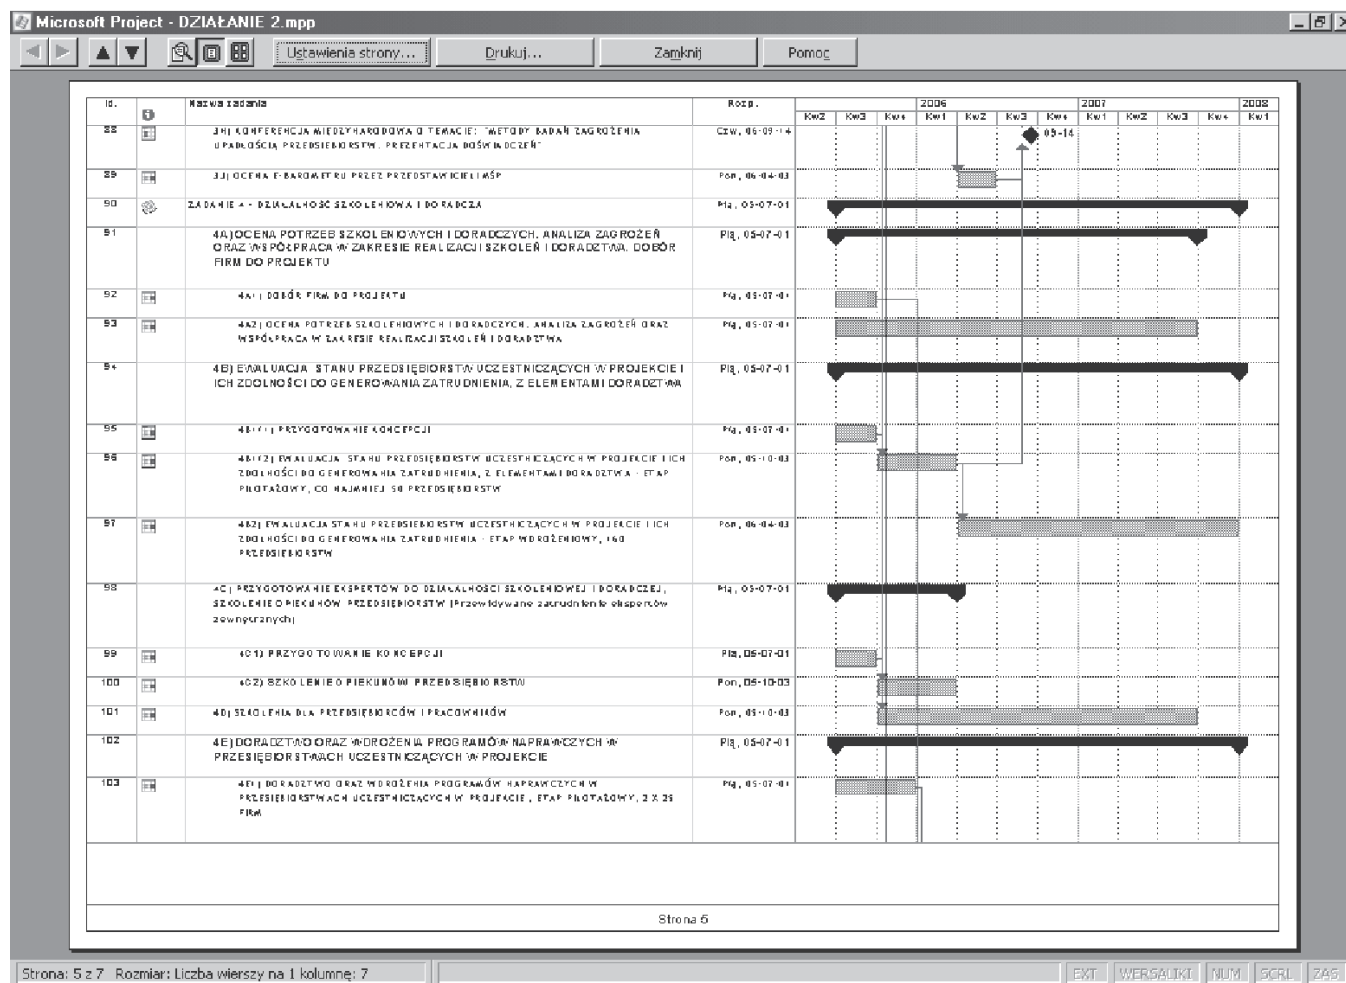 Microsoft Project - DZIAŁANIE 2.mpp
Ustawienia strony... Drukuj... Zamknij Pomoc
Id. Nazwa zadania Rozp. 2006 2007 2008
Kw2 Kw3 Kw4 Kw1 Kw2 Kw3 Kw4 Kw1 Kw2 Kw3 Kw4 Kw1
88 3H) KONFERENCJA MIĘDZYNARODOWA O TEMACIE: "METODY BADAŃ ZAGROŻENIA Czw, 06-09-14 09-14
UPADŁOŚCIĄ PRZEDSIĘBIORSTW. PREZENTACJA DOŚWIADCZEŃ"
89 3J) OCENA E-BAROMETRU PRZEZ PRZEDSTAWICIELI MŚP Pon, 06-04-03
90 ZADANIE 4 - DZIAŁALNOŚĆ SZKOLENIOWA I DORADCZA Pią, 05-07-01
91 4A) OCENA POTRZEB SZKOLENIOWYCH I DORADCZYCH. ANALIZA ZAGROŻEŃ Pią, 05-07-01
ORAZ WSPÓŁPRACA W ZAKRESIE REALIZACJI SZKOLEŃ I DORADZTWA. DOBÓR
FIRM DO PROJEKTU
92 4A1) DOBÓR FIRM DO PROJEKTU Pią, 05-07-01
93 4A2) OCENA POTRZEB SZKOLENIOWYCH I DORADCZYCH. ANALIZA ZAGROŻEŃ ORAZ Pią, 05-07-01
WSPÓŁPRACA W ZAKRESIE REALIZACJI SZKOLEŃ I DORADZTWA
94 4B) EWALUACJA STANU PRZEDSIĘBIORSTW UCZESTNICZĄCYCH W PROJEKCIE I Pią, 05-07-01
ICH ZDOLNOŚCI DO GENEROWANIA ZATRUDNIENIA, Z ELEMENTAMI DORADZTWA
95 4B1(1) PRZYGOTOWANIE KONCEPCJI Pią, 05-07-01
96 4B1(2) EWALUACJA STANU PRZEDSIĘBIORSTW UCZESTNICZĄCYCH W PROJEKCIE I ICH Pon, 05-10-03
ZDOLNOŚCI DO GENEROWANIA ZATRUDNIENIA, Z ELEMENTAMI DORADZTWA - ETAP
PILOTAŻOWY, CO NAJMNIEJ 50 PRZEDSIĘBIORSTW
97 4B2) EWALUACJA STANU PRZEDSIĘBIORSTW UCZESTNICZĄCYCH W PROJEKCIE I ICH Pon, 06-04-03
ZDOLNOŚCI DO GENEROWANIA ZATRUDNIENIA - ETAP WDROŻENIOWY, 160
PRZEDSIĘBIORSTW
98 4C) PRZYGOTOWANIE EKSPERTÓW DO DZIAŁALNOŚCI SZKOLENIOWEJ I DORADCZEJ, Pią, 05-07-01
SZKOLENIE OPIEKUNÓW PRZEDSIĘBIORSTW (Przewidywane zatrudnienie ekspertów
zewnętrznych)
99 4C1) PRZYGOTOWANIE KONCEPCJI Pią, 05-07-01
100 4C2) SZKOLENIE OPIEKUNÓW PRZEDSIĘBIORSTW Pon, 05-10-03
101 4D) SZKOLENIA DLA PRZEDSIĘBIORCÓW I PRACOWNIKÓW Pon, 05-10-03
102 4E) DORADZTWO ORAZ WDROŻENIA PROGRAMÓW NAPRAWCZYCH W Pią, 05-07-01
PRZESIĘBIORSTWACH UCZESTNICZĄCYCH W PROJEKCIE
103 4E1) DORADZTWO ORAZ WDROŻENIA PROGRAMÓW NAPRAWCZYCH W Pią, 05-07-01
PRZESIĘBIORSTWACH UCZESTNICZĄCYCH W PROJEKCIE, ETAP PILOTAŻOWY, 2 X 25
FIRM
Strona 5
Strona: 5 z 7 Rozmiar: Liczba wierszy na 1 kolumnę: 7 EXT WERSALIKI NUM SCRL ZAS